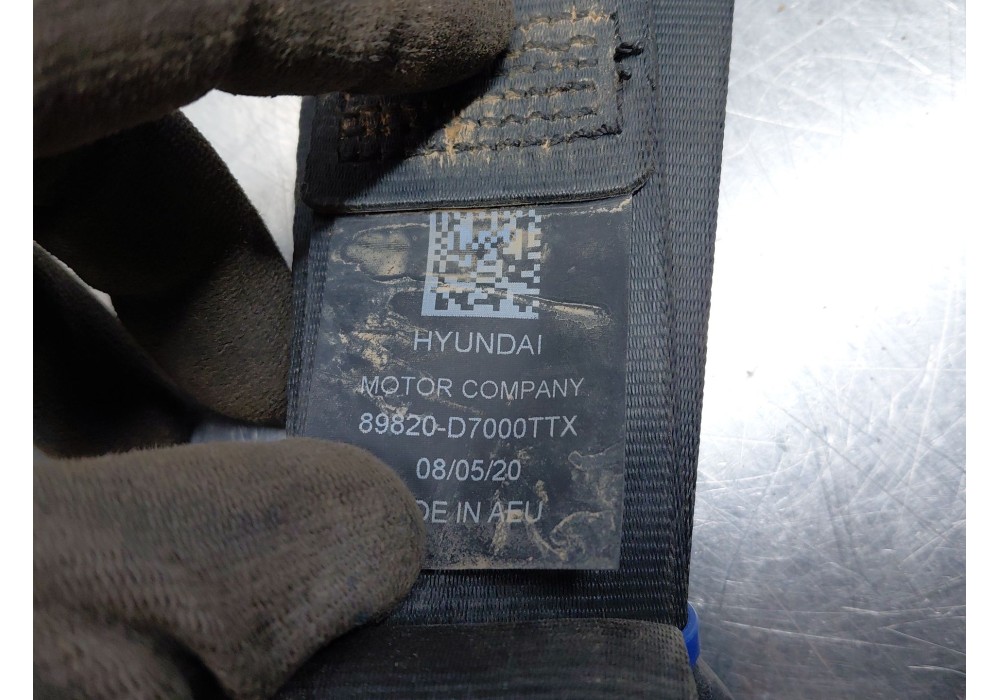 HYUNDAI
MOTOR COMPANY
89820-D7000TTX
08/05/20
DE IN AEU